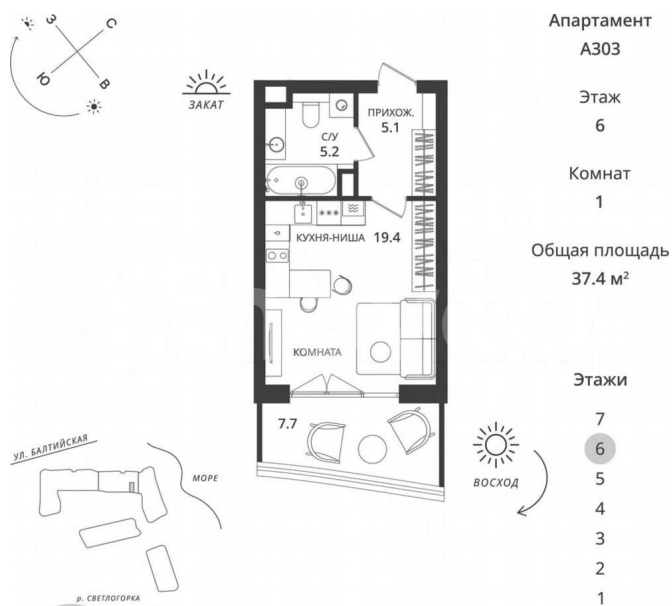 З
С
Ю
В
ЗАКАТ
Апартамент
А303
Этаж
6
Комнат
1
Общая площадь
37.4 м²
ПРИХОЖ.
5.1
С/У
5.2
КУХНЯ-НИША 19.4
КОМНАТА
7.7
ВОСХОД
Этажи
7
6
5
4
3
2
1
УЛ. БАЛТИЙСКАЯ
МОРЕ
р. СВЕТЛОГОРКА